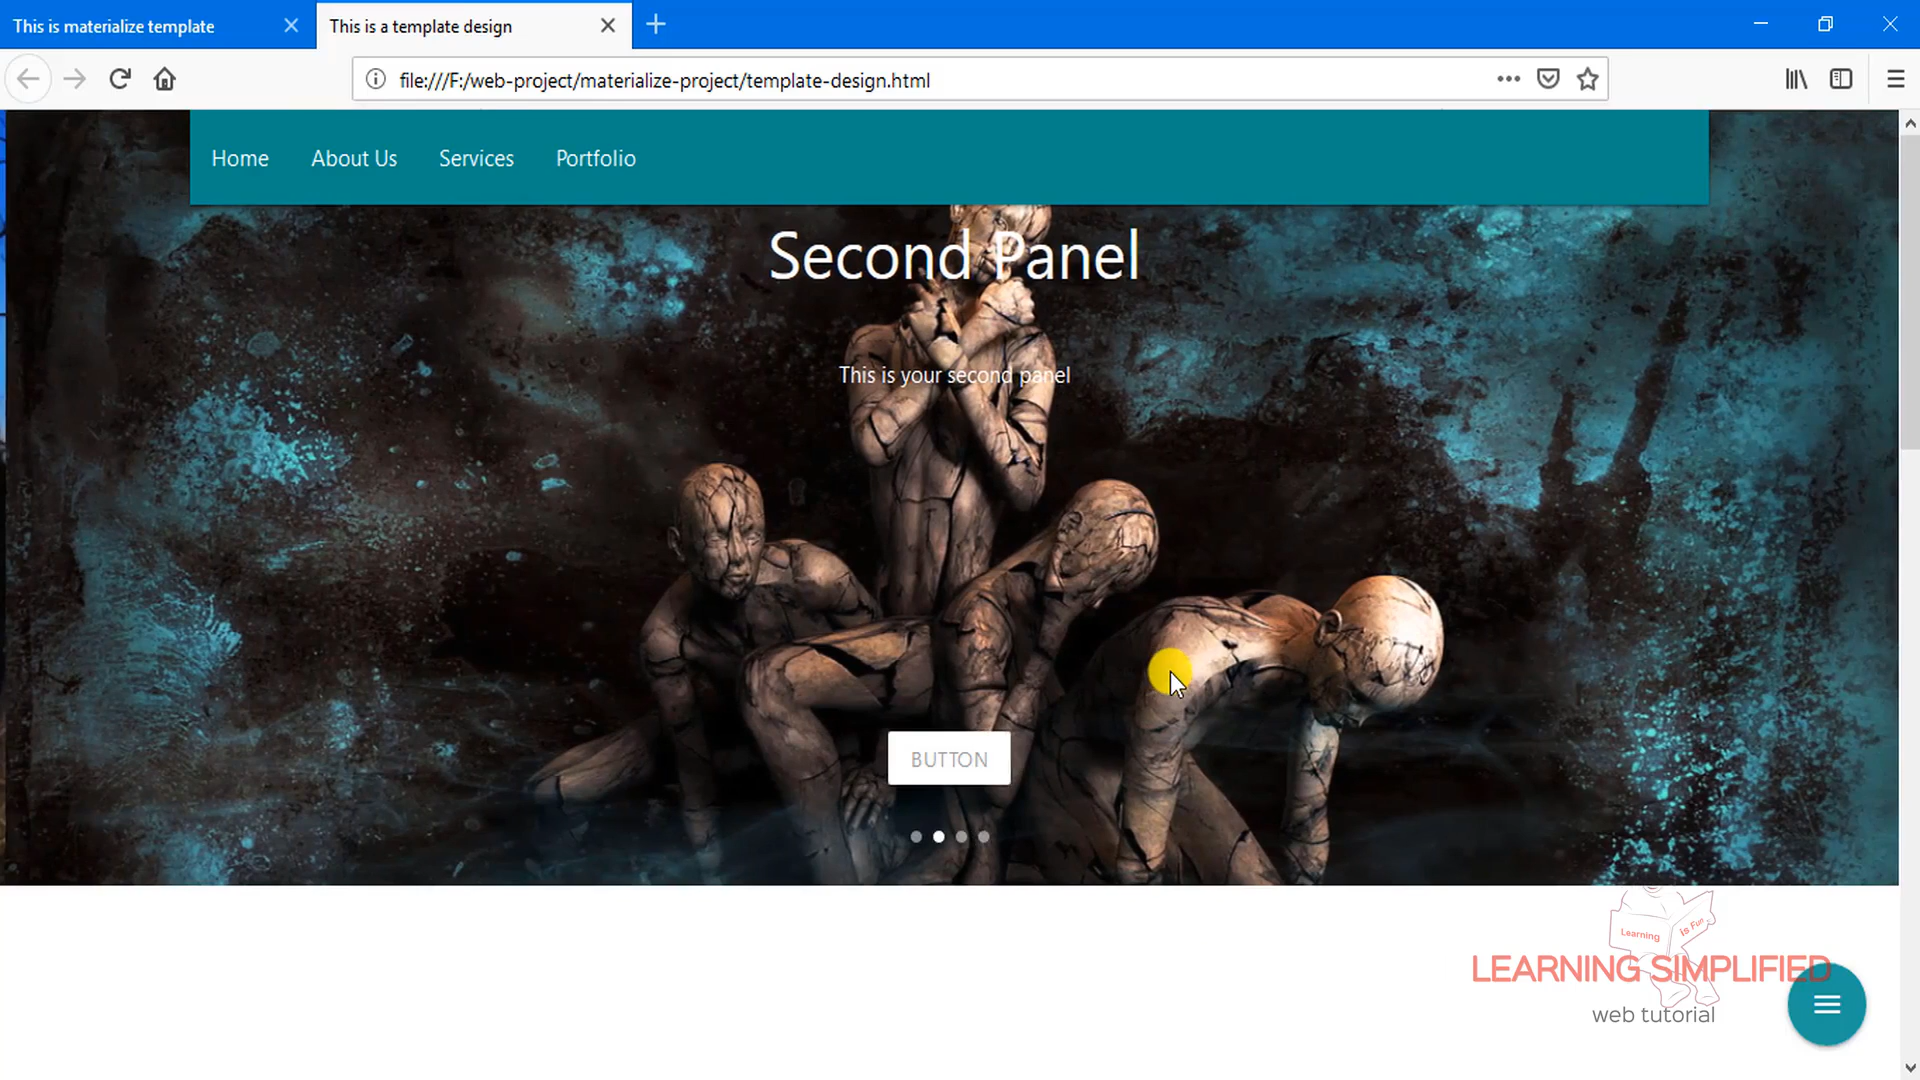 This is materialize template
This is a template design
file:///F:/web-project/materialize-project/template-design.html
Home About Us Services Portfolio
Second Panel
This is your second panel
BUTTON
Learning is Fun
LEARNING SIMPLIFIED
web tutorial